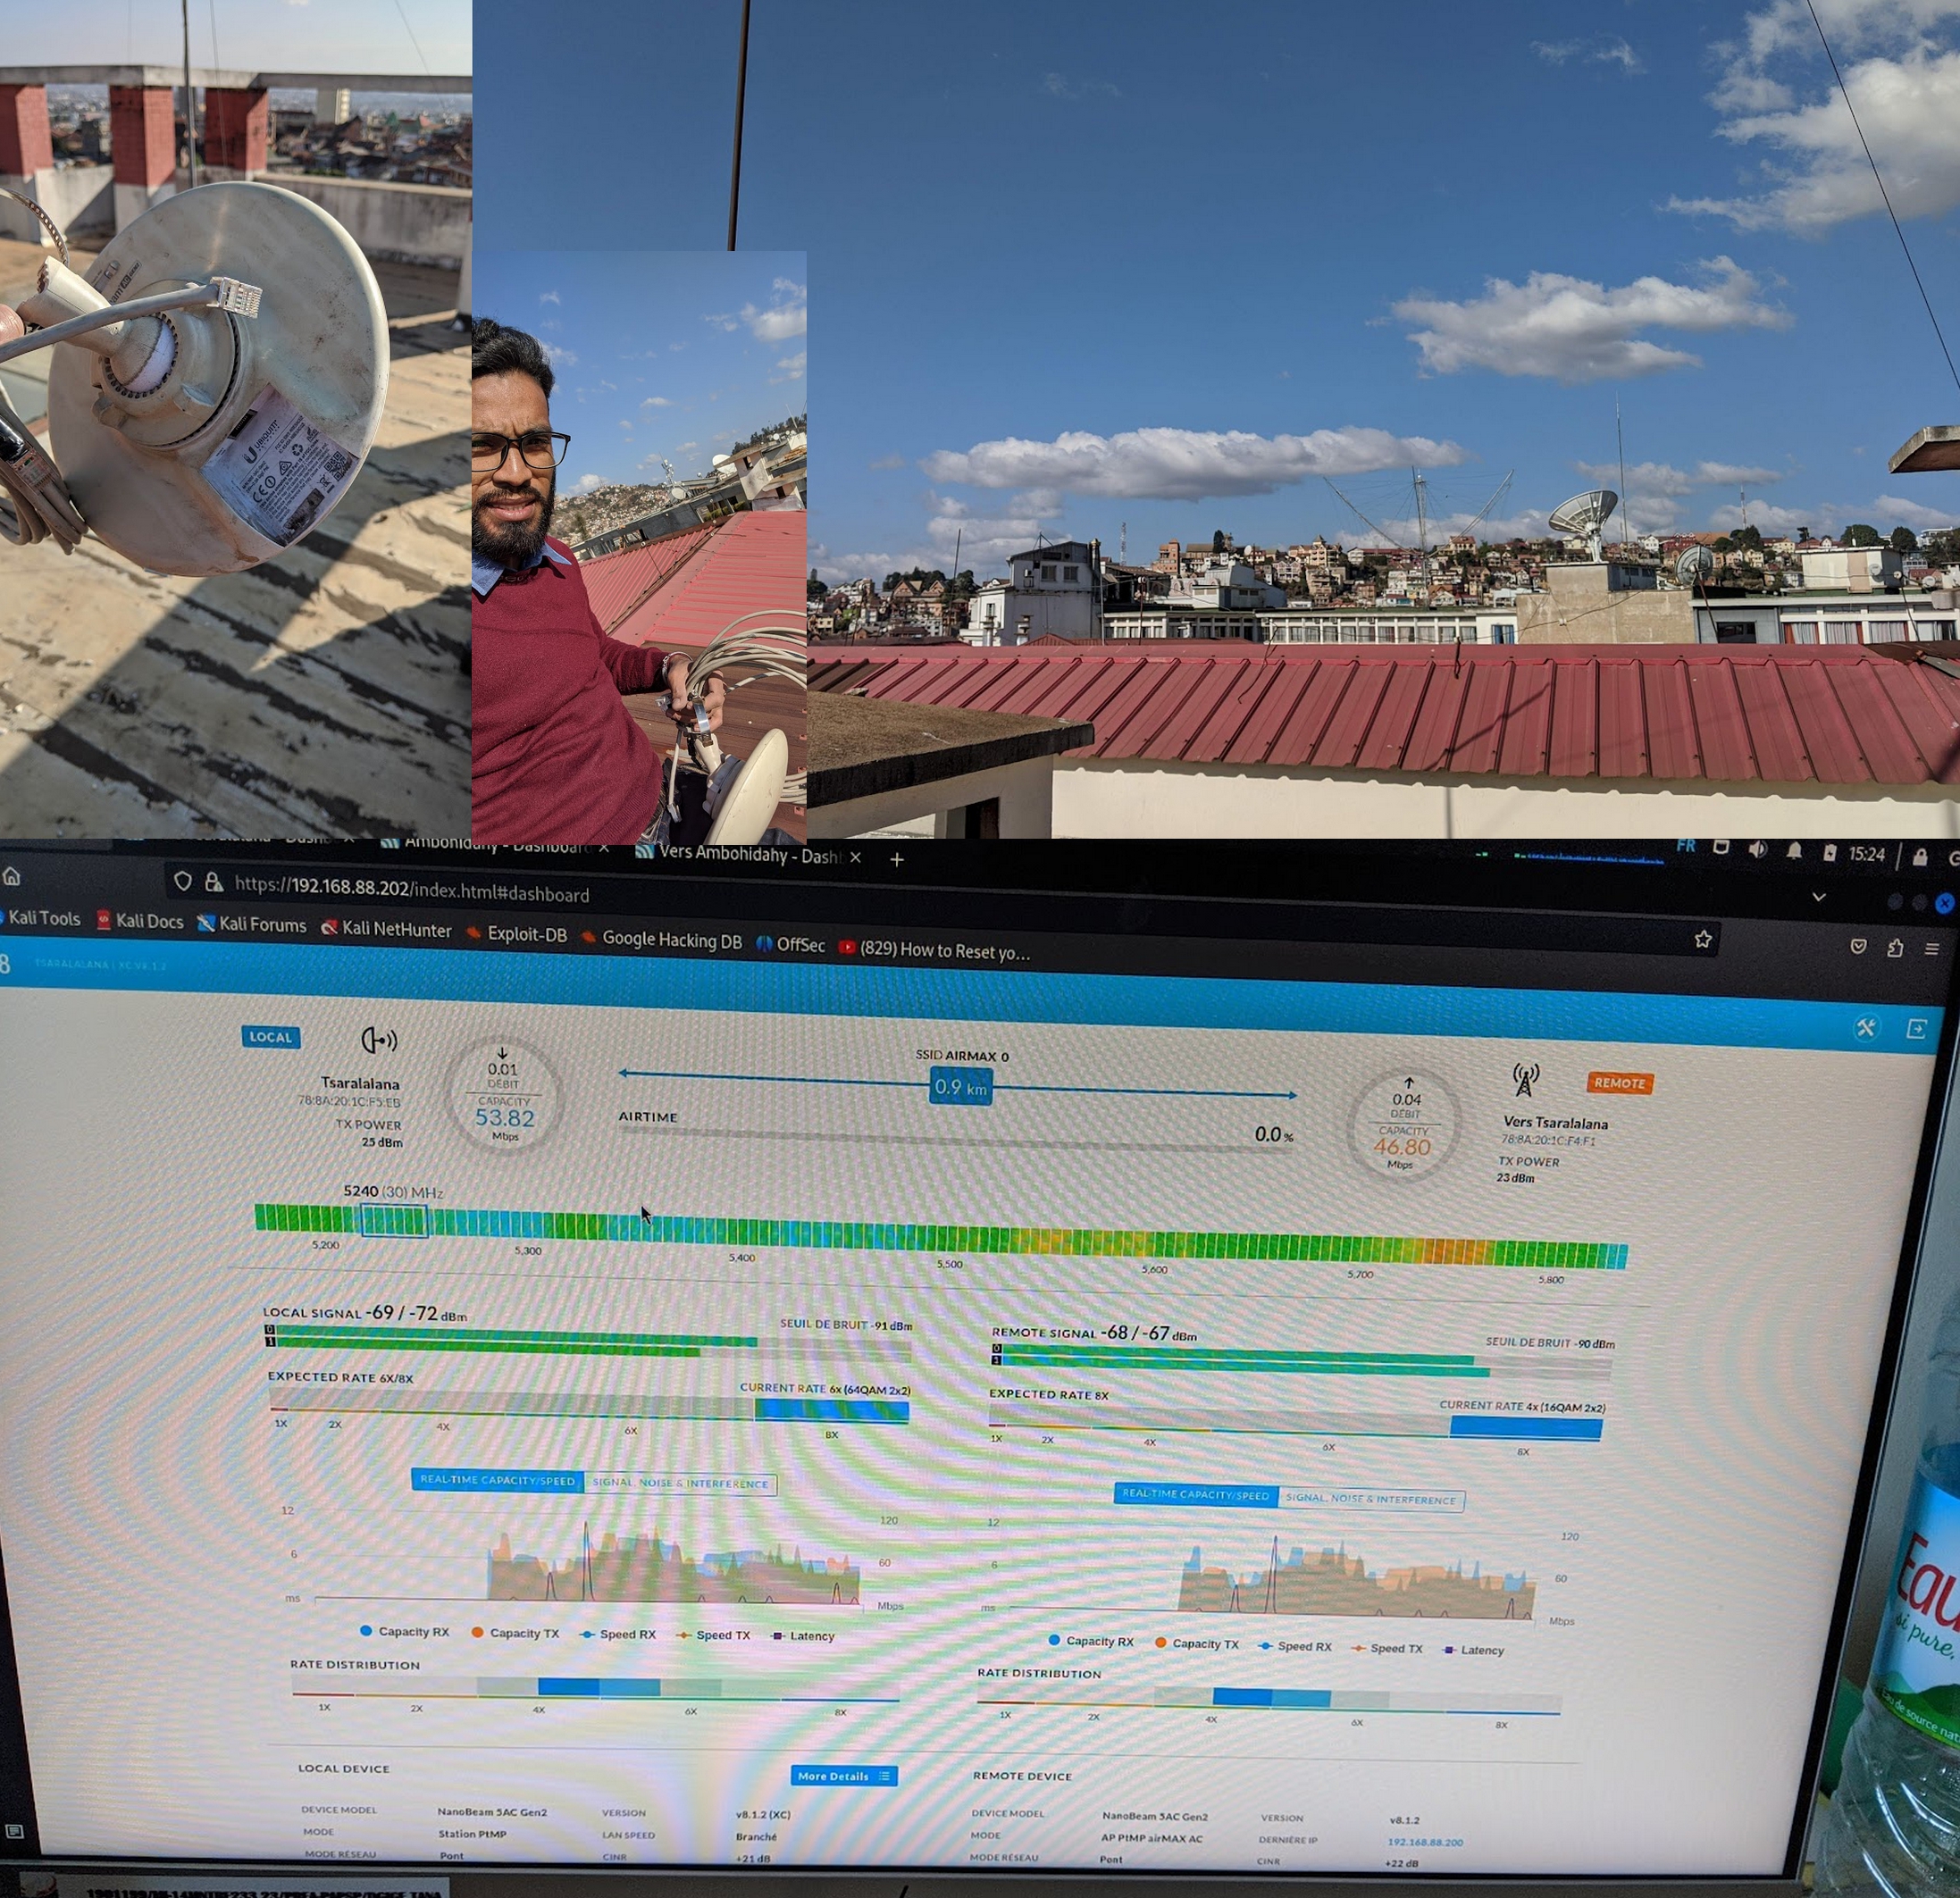 UBIQUITI
Ambohidahy - Dashboard
Vers Ambohidahy - Dash
FR
15:24
https://192.168.88.202/index.html#dashboard
Kali Tools
Kali Docs
Kali Forums
Kali NetHunter
Exploit-DB
Google Hacking DB
OffSec
(829) How to Reset yo…
8
TSARALALANA | XC.V8.1.2
LOCAL
Tsaralalana
78:8A:20:1C:F5:EB
TX POWER
25 dBm
0.01
DÉBIT
CAPACITY
53.82
Mbps
SSID AIRMAX 0
0.9 km
AIRTIME
0.0 %
0.04
DÉBIT
CAPACITY
46.80
Mbps
REMOTE
Vers Tsaralalana
78:8A:20:1C:F4:F1
TX POWER
23 dBm
5240 (30) MHz
5,200 5,300 5,400 5,500 5,600 5,700 5,800
LOCAL SIGNAL -69 / -72 dBm
SEUIL DE BRUIT -91 dBm
0
1
EXPECTED RATE 6X/8X
CURRENT RATE 6x (64QAM 2x2)
1X 2X 4X 6X 8X
REMOTE SIGNAL -68 / -67 dBm
SEUIL DE BRUIT -90 dBm
0
1
EXPECTED RATE 8X
CURRENT RATE 4x (16QAM 2x2)
1X 2X 4X 6X 8X
REAL-TIME CAPACITY/SPEED
SIGNAL, NOISE & INTERFERENCE
12 120
6 60
ms Mbps
Capacity RX Capacity TX Speed RX Speed TX Latency
RATE DISTRIBUTION
1X 2X 4X 6X 8X
REAL-TIME CAPACITY/SPEED
SIGNAL, NOISE & INTERFERENCE
12 120
6 60
ms Mbps
Capacity RX Capacity TX Speed RX Speed TX Latency
RATE DISTRIBUTION
1X 2X 4X 6X 8X
LOCAL DEVICE
More Details
DEVICE MODEL NanoBeam 5AC Gen2 VERSION v8.1.2 (XC)
MODE Station PtMP LAN SPEED Branché
MODE RÉSEAU Pont CINR +21 dB
REMOTE DEVICE
DEVICE MODEL NanoBeam 5AC Gen2 VERSION v8.1.2
MODE AP PtMP airMAX AC DERNIÈRE IP 192.168.88.200
MODE RÉSEAU Pont CINR +22 dB
Eau
si pure,